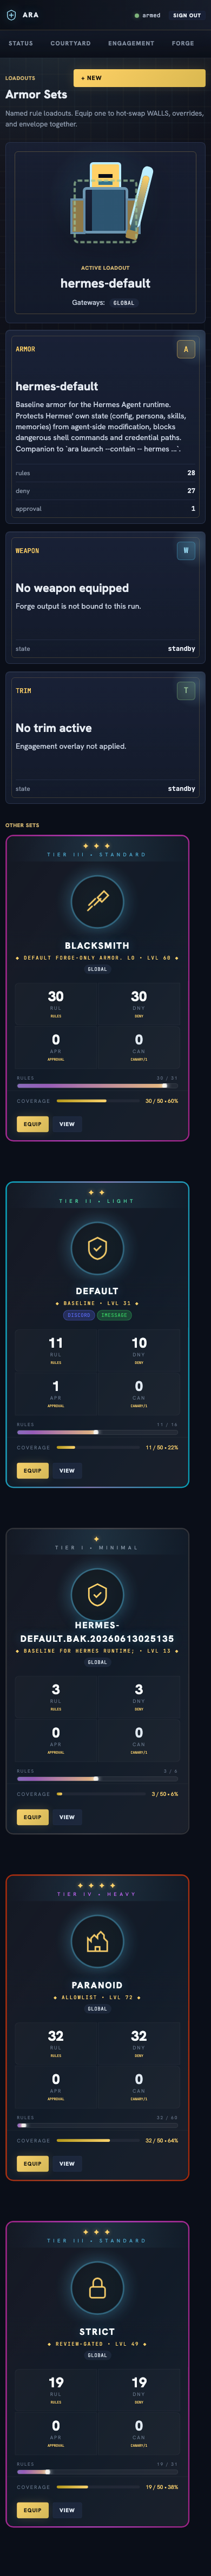 ARA
armed
SIGN OUT
STATUS
COURTYARD
ENGAGEMENT
FORGE
LOADOUTS
+ NEW
Armor Sets
Named rule loadouts. Equip one to hot-swap WALLS, overrides,
and envelope together.
ACTIVE LOADOUT
hermes-default
Gateways: GLOBAL
ARMOR
A
hermes-default
Baseline armor for the Hermes Agent runtime.
Protects Hermes' own state (config, persona, skills,
memories) from agent-side modification, blocks
dangerous shell commands and credential paths.
Companion to `ara launch --contain -- hermes ...`.
rules 28
deny 27
approval 1
WEAPON
W
No weapon equipped
Forge output is not bound to this run.
state standby
TRIM
T
No trim active
Engagement overlay not applied.
state standby
OTHER SETS
TIER III • STANDARD
BLACKSMITH
◆ DEFAULT FORGE-ONLY ARMOR. LO • LVL 60 ◆
GLOBAL
30 30
RUL DNY
RULES DENY
0 0
APR CAN
APPROVAL CANARY/S
RULES 30 / 31
COVERAGE 30 / 50 • 60%
EQUIP VIEW
TIER II • LIGHT
DEFAULT
◆ BASELINE • LVL 31 ◆
DISCORD IMESSAGE
11 10
RUL DNY
RULES DENY
1 0
APR CAN
APPROVAL CANARY/S
RULES 11 / 16
COVERAGE 11 / 50 • 22%
EQUIP VIEW
TIER I • MINIMAL
HERMES-
DEFAULT.BAK.20260613025135
◆ BASELINE FOR HERMES RUNTIME; • LVL 13 ◆
GLOBAL
3 3
RUL DNY
RULES DENY
0 0
APR CAN
APPROVAL CANARY/S
RULES
COVERAGE 3 / 50 • 6%
EQUIP VIEW
TIER IV • HEAVY
PARANOID
◆ ALLOWLIST • LVL 72 ◆
GLOBAL
32 32
RUL DNY
RULES DENY
0 0
APR CAN
APPROVAL CANARY/S
RULES
COVERAGE 32 / 50 • 64%
EQUIP VIEW
TIER III • STANDARD
STRICT
◆ REVIEW-GATED • LVL 49 ◆
GLOBAL
19 19
RUL DNY
RULES DENY
0 0
APR CAN
APPROVAL CANARY/S
RULES 19 / 31
COVERAGE 19 / 50 • 38%
EQUIP VIEW